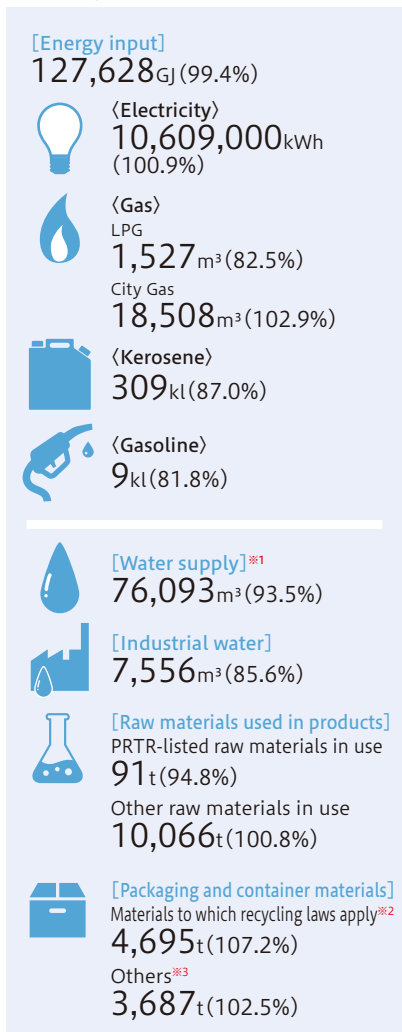 [Energy input]
127,628GJ(99.4%)
〈Electricity〉
10,609,000kWh
(100.9%)
〈Gas〉
LPG
1,527m³(82.5%)
City Gas
18,508m³(102.9%)
〈Kerosene〉
309kl(87.0%)
〈Gasoline〉
9kl(81.8%)
[Water supply]※1
76,093m³(93.5%)
[Industrial water]
7,556m³(85.6%)
[Raw materials used in products]
PRTR-listed raw materials in use
91t(94.8%)
Other raw materials in use
10,066t(100.8%)
[Packaging and container materials]
Materials to which recycling laws apply※2
4,695t(107.2%)
Others※3
3,687t(102.5%)